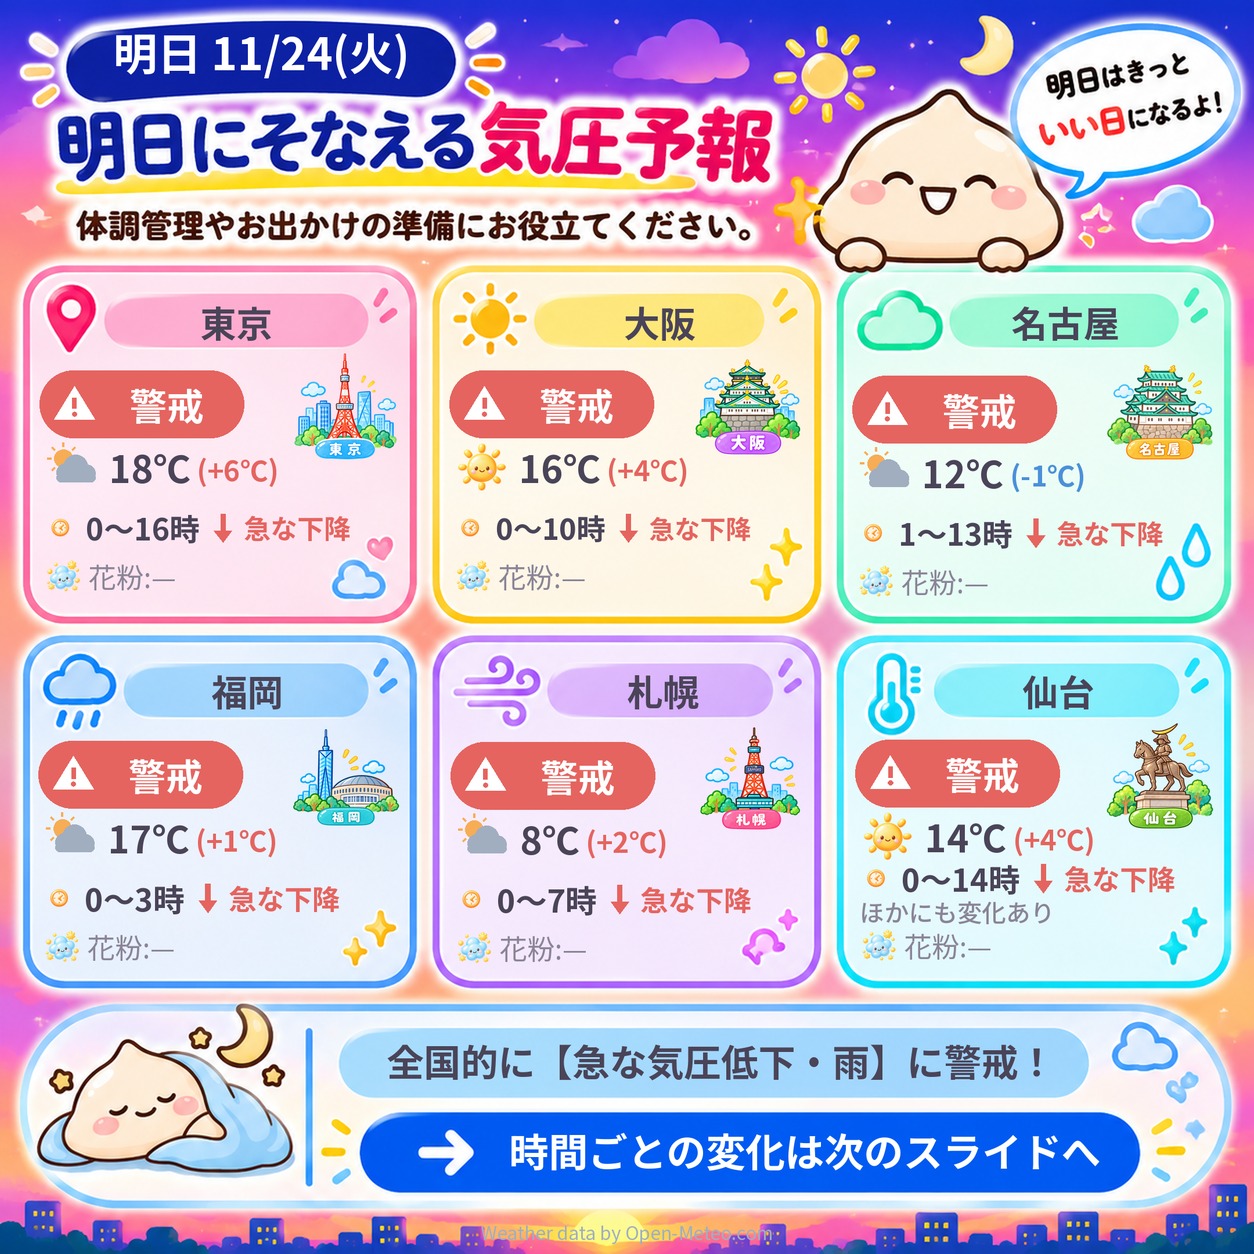 明日 11/24(火)
明日にそなえる気圧予報
体調管理やお出かけの準備にお役立てください。
明日はきっと
いい日になるよ!
東京
警戒
東京
18℃ (+6℃)
0〜16時 ↓ 急な下降
花粉:—
大阪
警戒
大阪
16℃ (+4℃)
0〜10時 ↓ 急な下降
花粉:—
名古屋
警戒
名古屋
12℃ (-1℃)
1〜13時 ↓ 急な下降
花粉:—
福岡
警戒
福岡
17℃ (+1℃)
0〜3時 ↓ 急な下降
花粉:—
札幌
警戒
札幌
8℃ (+2℃)
0〜7時 ↓ 急な下降
花粉:—
仙台
警戒
仙台
14℃ (+4℃)
0〜14時 ↓ 急な下降
ほかにも変化あり
花粉:—
全国的に【急な気圧低下・雨】に警戒！
→ 時間ごとの変化は次のスライドへ
Weather data by Open-Meteo.com